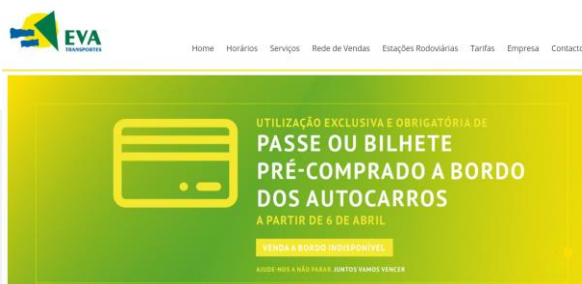 EVA
TRANSPORTES
Home Horários Serviços Rede de Vendas Estações Rodoviárias Tarifas Empresa Contacto
UTILIZAÇÃO EXCLUSIVA E OBRIGATÓRIA DE
PASSE OU BILHETE
PRÉ-COMPRADO A BORDO
DOS AUTOCARROS
A PARTIR DE 6 DE ABRIL
VENDA A BORDO INDISPONÍVEL
AJUDE-NOS A NÃO PARAR. JUNTOS VAMOS VENCER